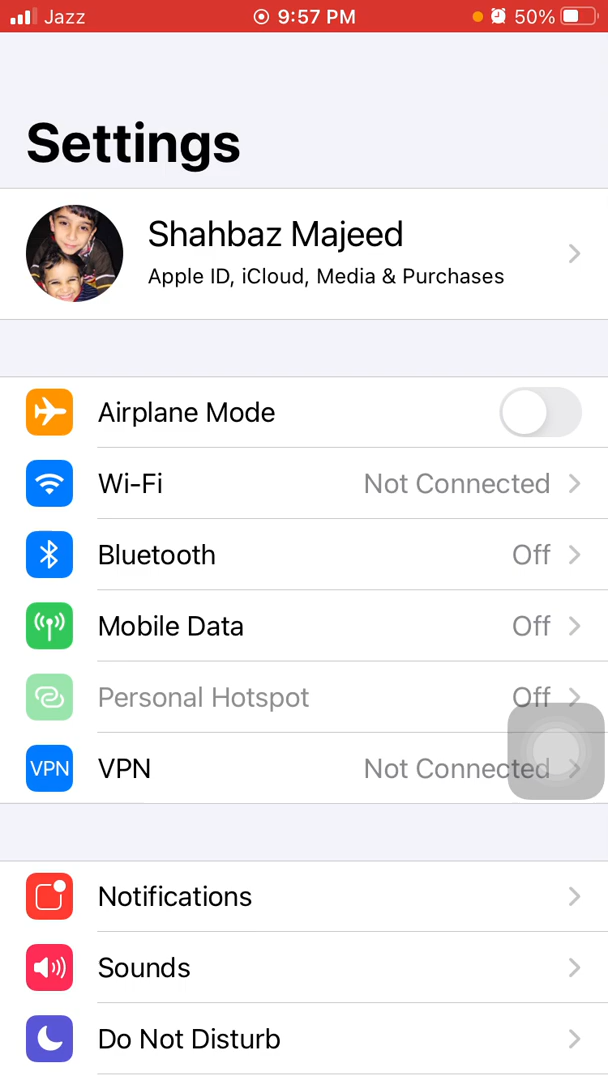 Jazz 9:57 PM 50%
Settings
Shahbaz Majeed
Apple ID, iCloud, Media & Purchases
Airplane Mode
Wi-Fi Not Connected
Bluetooth Off
Mobile Data Off
Personal Hotspot Off
VPN VPN Not Connected
Notifications
Sounds
Do Not Disturb